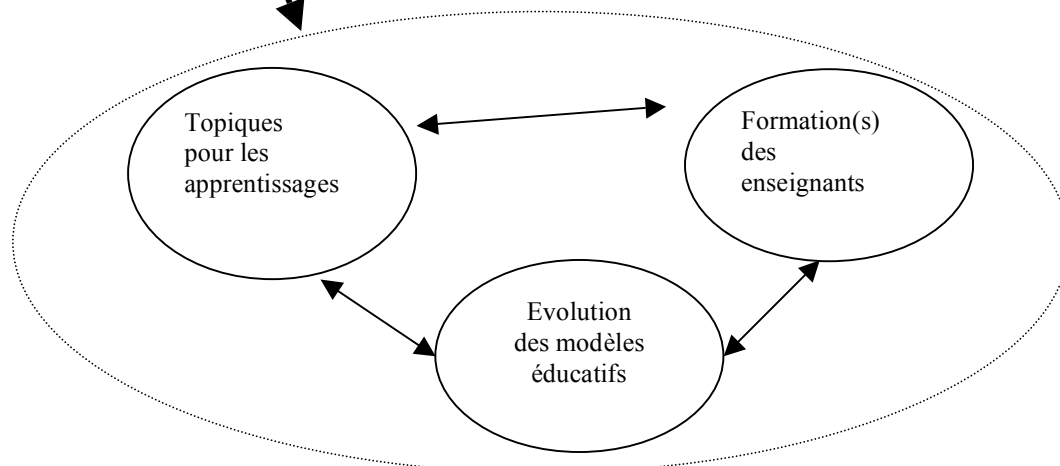 Topiques
pour les
apprentissages
Formation(s)
des
enseignants
Evolution
des modèles
éducatifs